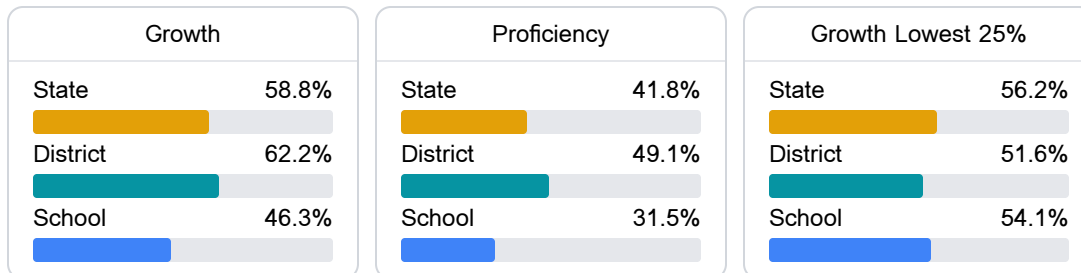 Growth
State 58.8%
District 62.2%
School 46.3%
Proficiency
State 41.8%
District 49.1%
School 31.5%
Growth Lowest 25%
State 56.2%
District 51.6%
School 54.1%